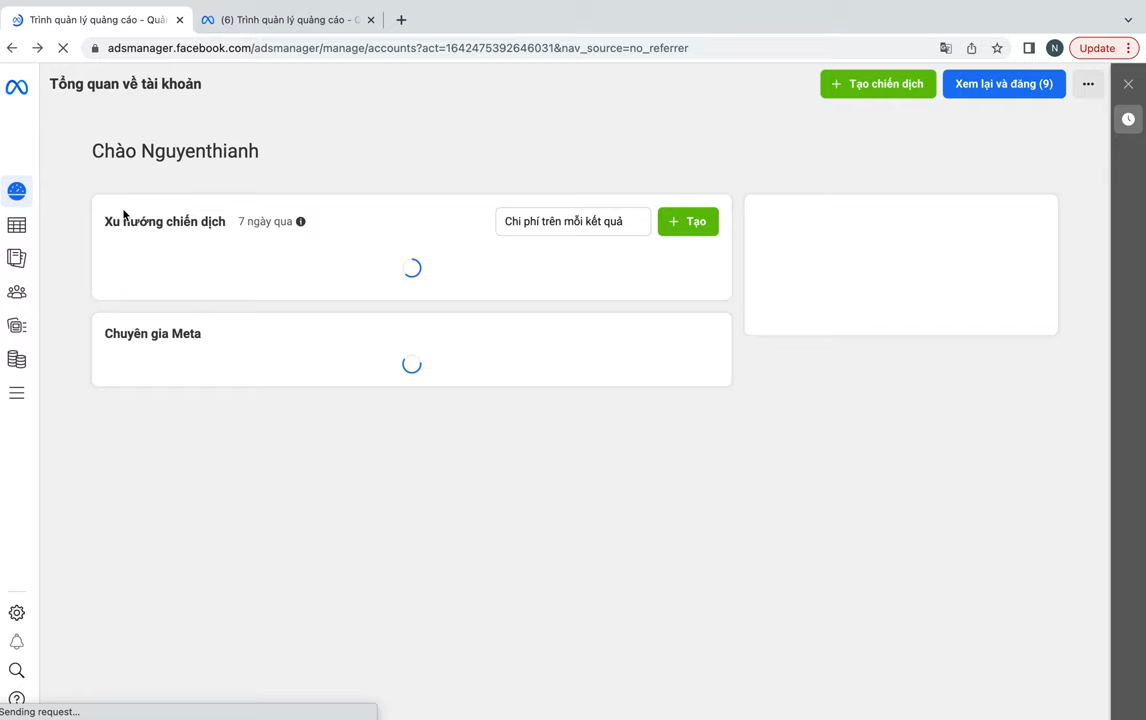 Trình quản lý quảng cáo - Quả
(6) Trình quản lý quảng cáo - Q
adsmanager.facebook.com/adsmanager/manage/accounts?act=1642475392646031&nav_source=no_referrer
N
Update
Tổng quan về tài khoản
+ Tạo chiến dịch
Xem lại và đăng (9)
Chào Nguyenthianh
Xu hướng chiến dịch
7 ngày qua
Chi phí trên mỗi kết quả
+ Tạo
Chuyên gia Meta
Sending request...